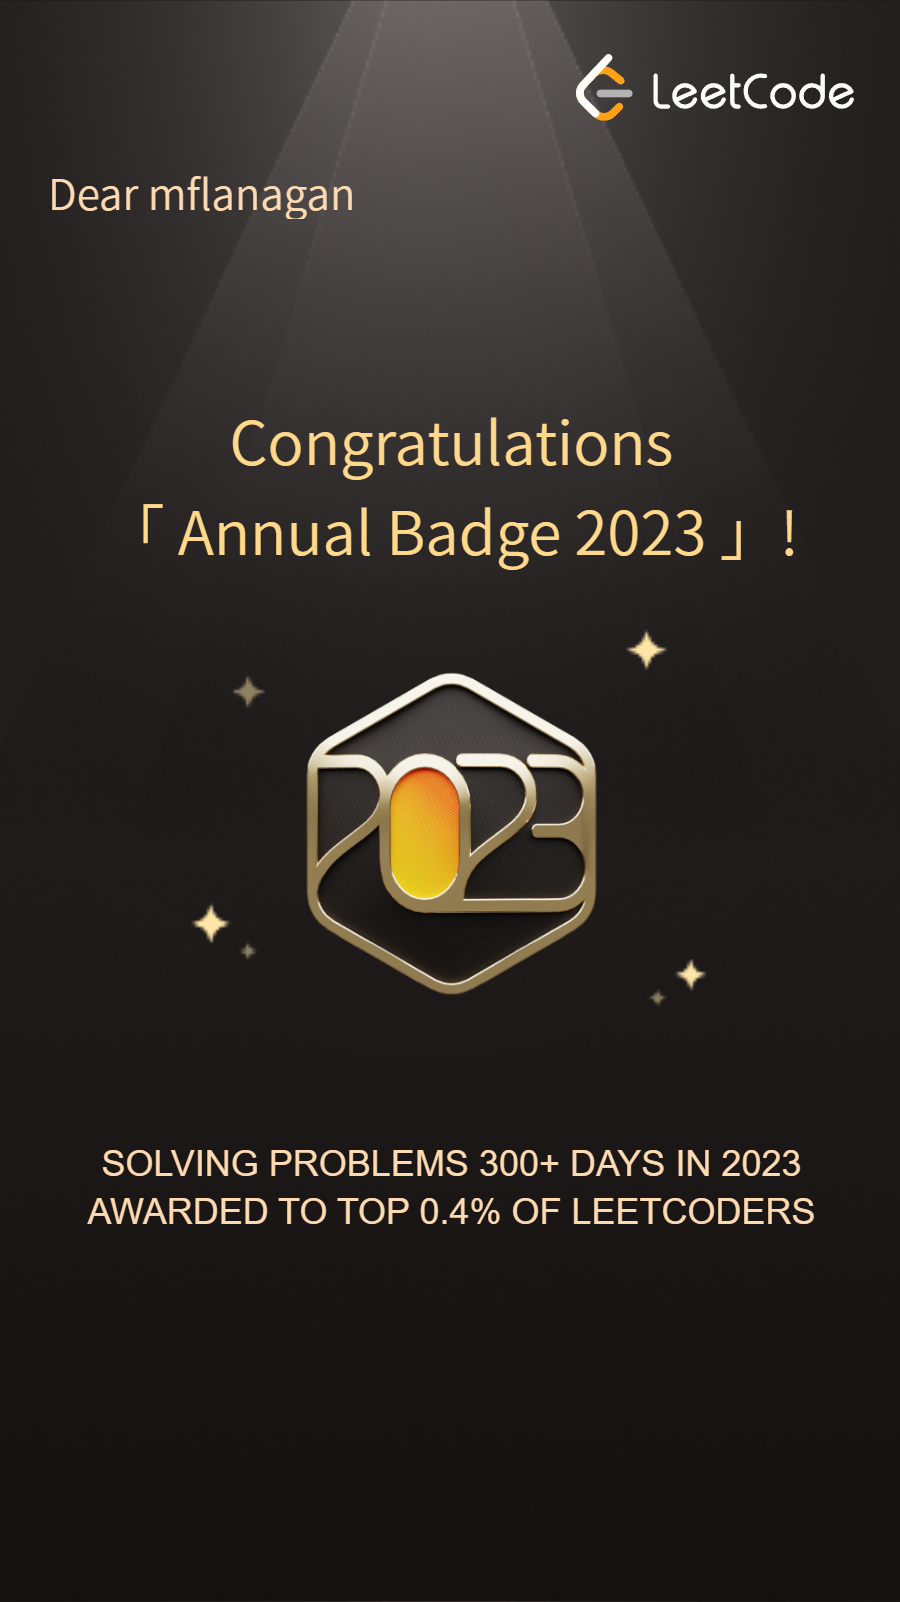 LeetCode
Dear mflanagan
Congratulations
「 Annual Badge 2023 」 !
2023
SOLVING PROBLEMS 300+ DAYS IN 2023
AWARDED TO TOP 0.4% OF LEETCODERS